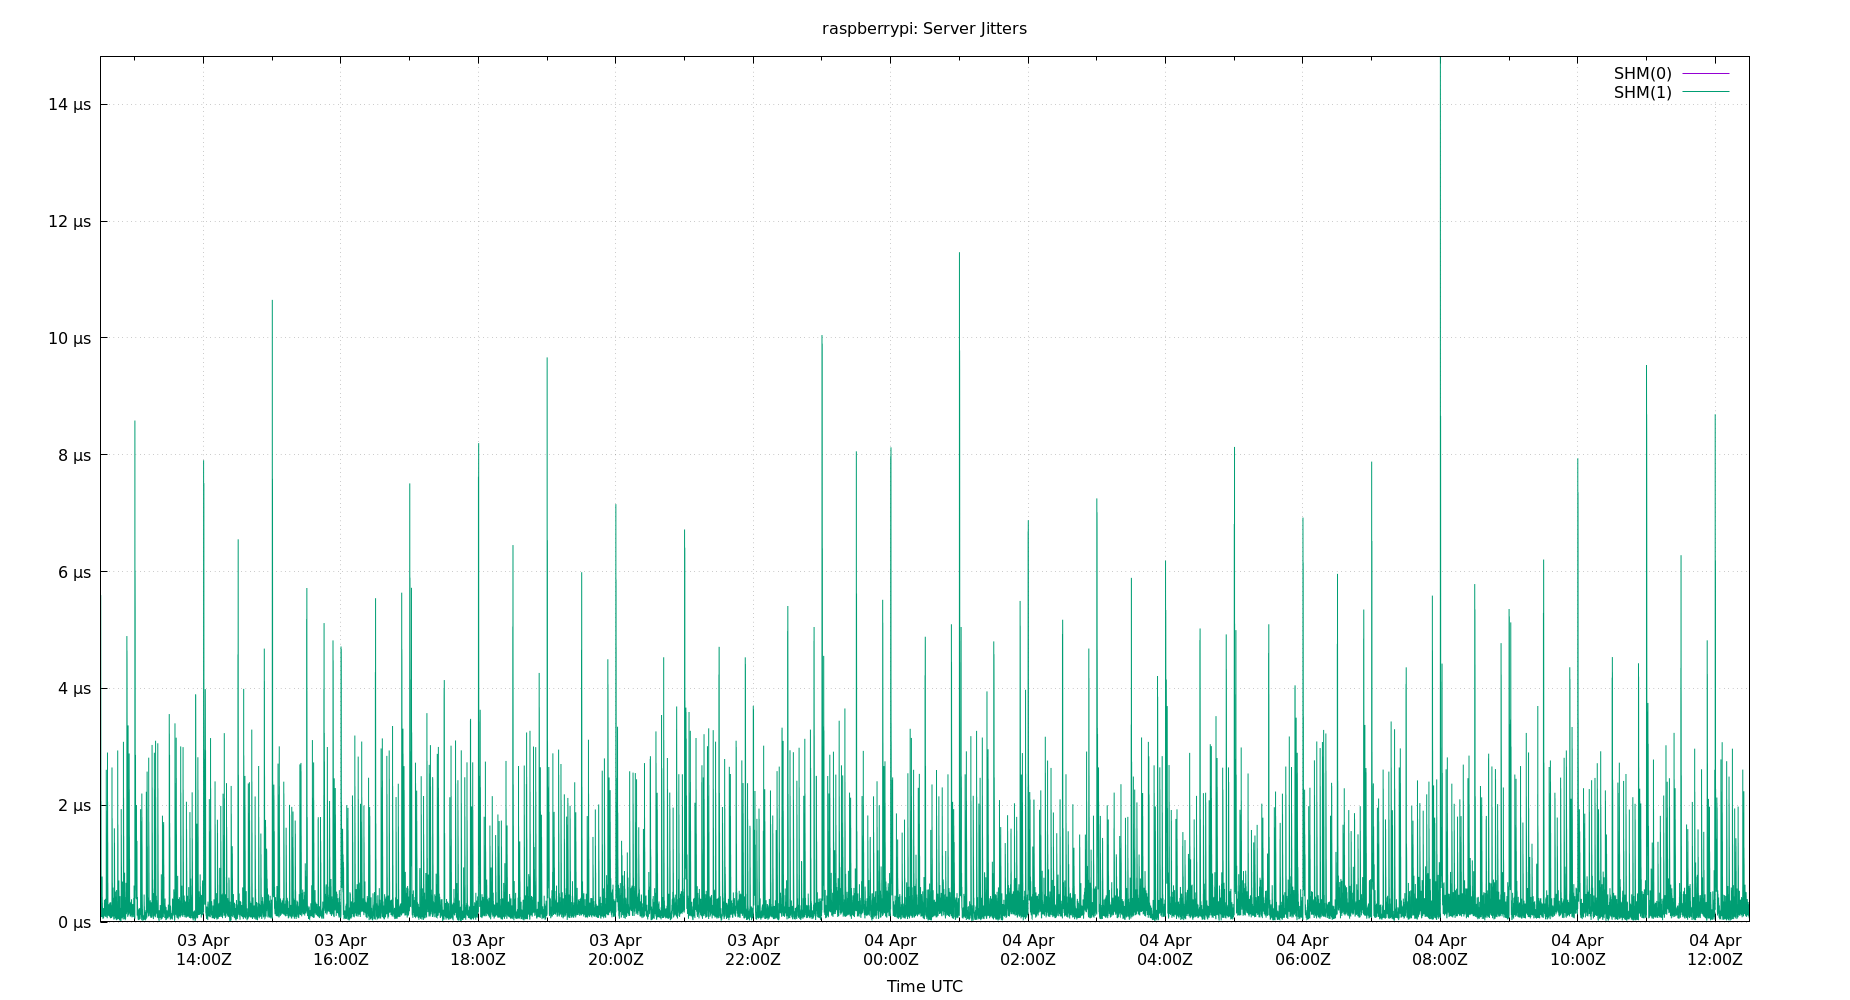 raspberrypi: Server Jitters
SHM(0)
SHM(1)
14 µs
12 µs
10 µs
8 µs
6 µs
4 µs
2 µs
0 µs
03 Apr 03 Apr 03 Apr 03 Apr 03 Apr 04 Apr 04 Apr 04 Apr 04 Apr 04 Apr 04 Apr 04 Apr
14:00Z 16:00Z 18:00Z 20:00Z 22:00Z 00:00Z 02:00Z 04:00Z 06:00Z 08:00Z 10:00Z 12:00Z
Time UTC